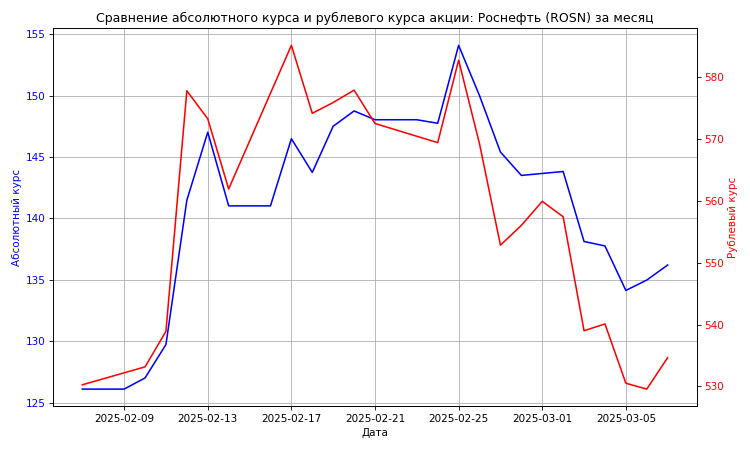 Сравнение абсолютного курса и рублевого курса акции: Роснефть (ROSN) за месяц
155
150
145
140
135
130
125
Абсолютный курс
580
570
560
550
540
530
Рублевый курс
2025-02-09 2025-02-13 2025-02-17 2025-02-21 2025-02-25 2025-03-01 2025-03-05
Дата